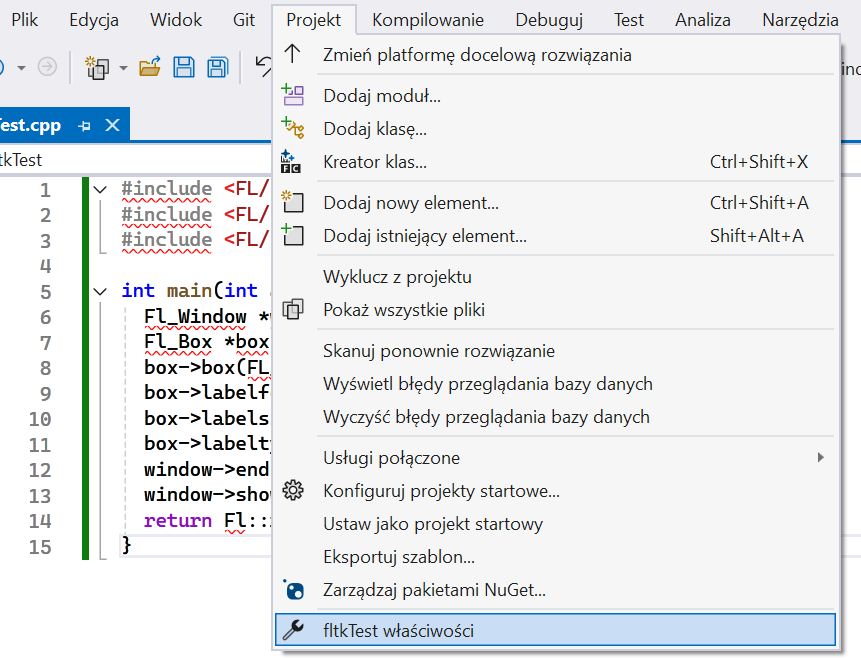 Plik Edycja Widok Git Projekt Kompilowanie Debuguj Test Analiza Narzędzia
Zmień platformę docelową rozwiązania
Dodaj moduł...
Dodaj klasę...
Kreator klas... Ctrl+Shift+X
Dodaj nowy element... Ctrl+Shift+A
Dodaj istniejący element... Shift+Alt+A
Wyklucz z projektu
Pokaż wszystkie pliki
Skanuj ponownie rozwiązanie
Wyświetl błędy przeglądania bazy danych
Wyczyść błędy przeglądania bazy danych
Usługi połączone
Konfiguruj projekty startowe...
Ustaw jako projekt startowy
Eksportuj szablon...
Zarządzaj pakietami NuGet...
fltkTest właściwości
est.cpp
tkTest
1 #include <FL/
2 #include <FL/
3 #include <FL/
4
5 int main(int
6 Fl_Window *
7 Fl_Box *box
8 box->box(FL_
9 box->labelf
10 box->labels
11 box->labelt
12 window->end
13 window->sho
14 return Fl::
15 }